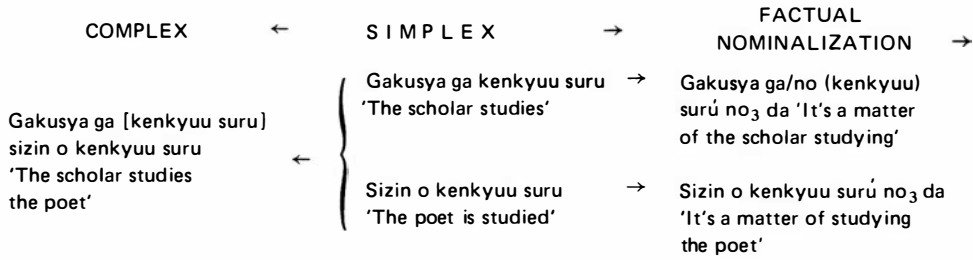 COMPLEX ← SIMPLEX → FACTUAL NOMINALIZATION →
Gakusya ga [kenkyuu suru]
sizin o kenkyuu suru
'The scholar studies
the poet'
←
Gakusya ga kenkyuu suru →
'The scholar studies'
Sizin o kenkyuu suru →
'The poet is studied'
Gakusya ga/no (kenkyuu)
surú no₃ da 'It's a matter
of the scholar studying'
Sizin o kenkyuu surú no₃ da
'It's a matter of studying
the poet'